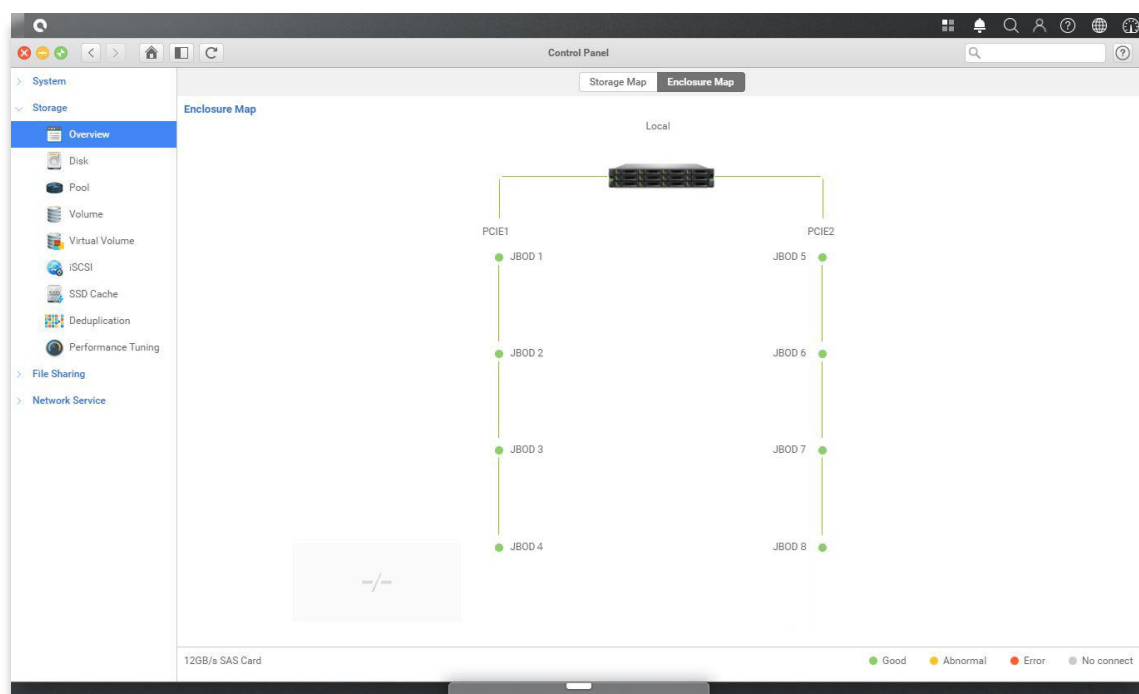 Control Panel
System
Storage
Overview
Disk
Pool
Volume
Virtual Volume
iSCSI
SSD Cache
Deduplication
Performance Tuning
File Sharing
Network Service
Storage Map
Enclosure Map
Enclosure Map
Local
PCIE1
PCIE2
JBOD 1
JBOD 5
JBOD 2
JBOD 6
JBOD 3
JBOD 7
JBOD 4
JBOD 8
-/-
12GB/s SAS Card
Good
Abnormal
Error
No connect